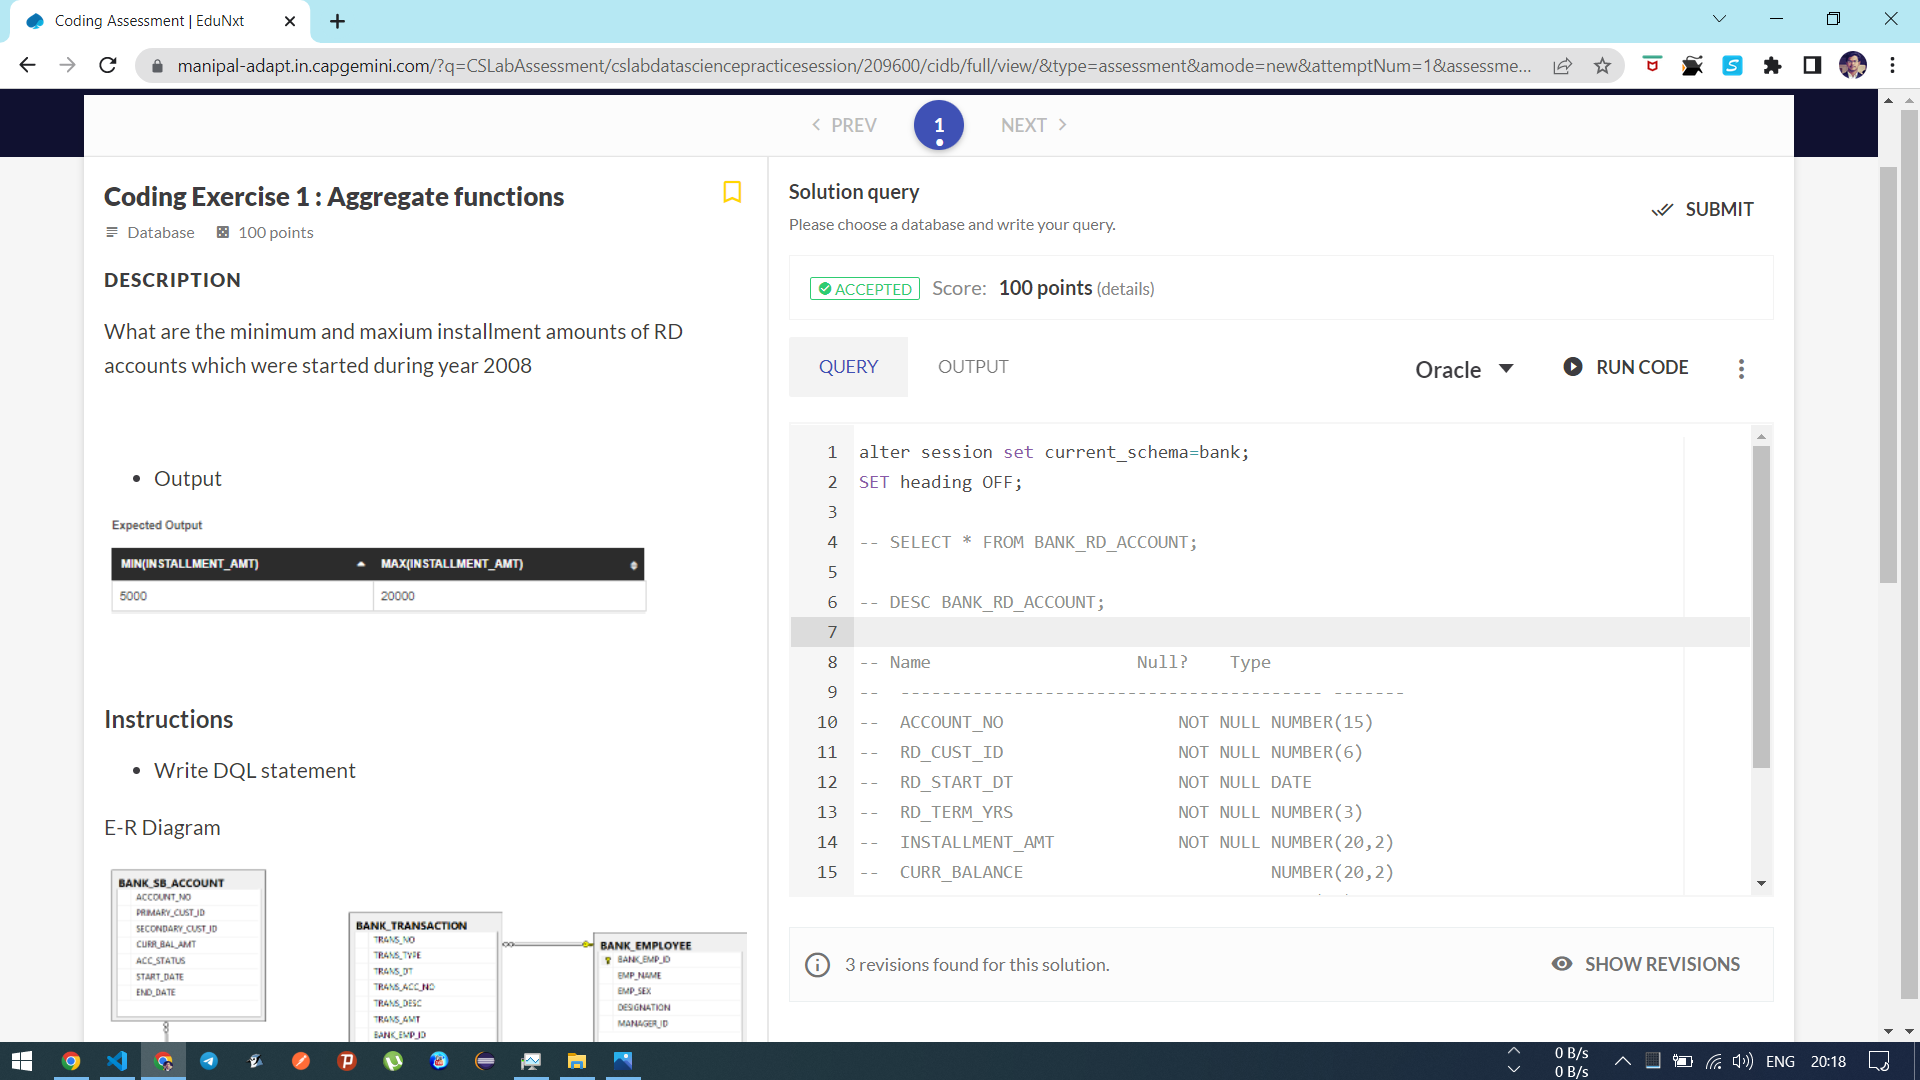 Coding Assessment | EduNxt
manipal-adapt.in.capgemini.com/?q=CSLabAssessment/cslabdatasciencepracticesession/209600/cidb/full/view/&type=assessment&amode=new&attemptNum=1&assessme...
PREV
1
NEXT
Coding Exercise 1 : Aggregate functions
Database
100 points
DESCRIPTION
What are the minimum and maxium installment amounts of RD
accounts which were started during year 2008
Output
Expected Output
MIN(INSTALLMENT_AMT) MAX(INSTALLMENT_AMT)
5000 20000
Instructions
Write DQL statement
E-R Diagram
BANK_SB_ACCOUNT
ACCOUNT_NO
PRIMARY_CUST_ID
SECONDARY_CUST_ID
CURR_BAL_AMT
ACC_STATUS
START_DATE
END_DATE
BANK_TRANSACTION
TRANS_NO
TRANS_TYPE
TRANS_DT
TRANS_ACC_NO
TRANS_DESC
TRANS_AMT
BANK_EMP_ID
BANK_EMPLOYEE
BANK_EMP_ID
EMP_NAME
EMP_SEX
DESIGNATION
MANAGER_ID
Solution query
Please choose a database and write your query.
SUBMIT
ACCEPTED Score: 100 points (details)
QUERY
OUTPUT
Oracle
RUN CODE
1 alter session set current_schema=bank;
2 SET heading OFF;
3
4 -- SELECT * FROM BANK_RD_ACCOUNT;
5
6 -- DESC BANK_RD_ACCOUNT;
7
8 -- Name Null? Type
9 -- ----------------------------------------- -------
10 -- ACCOUNT_NO NOT NULL NUMBER(15)
11 -- RD_CUST_ID NOT NULL NUMBER(6)
12 -- RD_START_DT NOT NULL DATE
13 -- RD_TERM_YRS NOT NULL NUMBER(3)
14 -- INSTALLMENT_AMT NOT NULL NUMBER(20,2)
15 -- CURR_BALANCE NUMBER(20,2)
3 revisions found for this solution.
SHOW REVISIONS
0 B/s
0 B/s
ENG
20:18